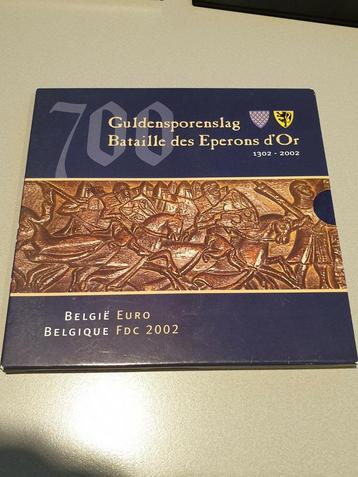 700
Guldensporenslag
Bataille des Eperons d'Or
1302 - 2002
België Euro
Belgique FDC 2002